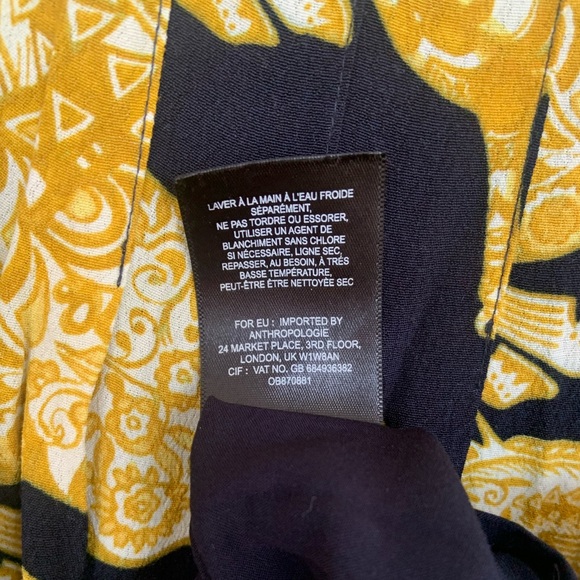 LAVER À LA MAIN À L'EAU FROIDE
SÉPARÉMENT,
NE PAS TORDRE OU ESSORER,
UTILISER UN AGENT DE
BLANCHIMENT SANS CHLORE
SI NÉCESSAIRE, LIGNE SEC,
REPASSER, AU BESOIN, À TRÉS
BASSE TEMPÉRATURE,
PEUT-ÊTRE ÊTRE NETTOYÉE SEC
FOR EU : IMPORTED BY
ANTHROPOLOGIE
24 MARKET PLACE, 3RD FLOOR,
LONDON, UK W1W8AN
CIF : VAT NO. GB 684936382
OB870881